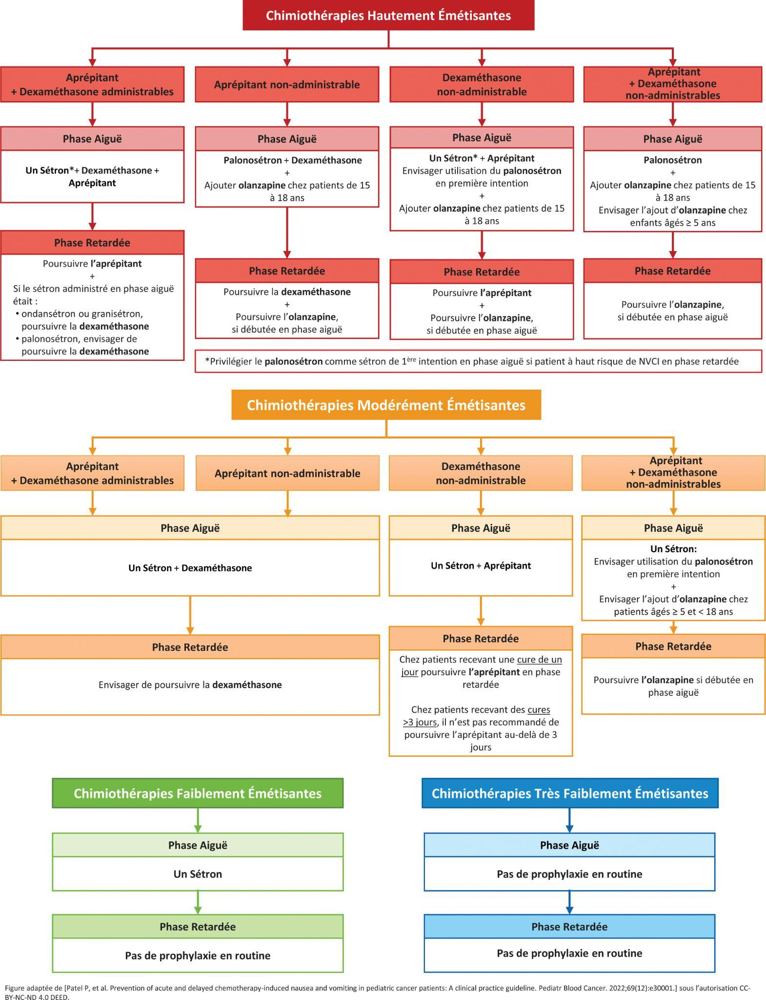 Chimiothérapies Hautement Émétisantes
Aprépitant
+ Dexaméthasone administrables
Aprépitant non-administrable
Dexaméthasone
non-administrable
Aprépitant
+ Dexaméthasone
non-administrables
Phase Aiguë
Un Sétron*+ Dexaméthasone +
Aprépitant
Phase Aiguë
Palonosétron + Dexaméthasone
+
Ajouter olanzapine chez patients de 15
à 18 ans
Phase Aiguë
Un Sétron* + Aprépitant
Envisager utilisation du palonosétron
en première intention
+
Ajouter olanzapine chez patients de 15
à 18 ans
Phase Aiguë
Palonosétron
+
Ajouter olanzapine chez patients de 15
à 18 ans
Envisager l’ajout d’olanzapine chez
enfants âgés ≥ 5 ans
Phase Retardée
Poursuivre l’aprépitant
+
Si le sétron administré en phase aiguë
était :
• ondansétron ou granisétron,
poursuivre la dexaméthasone
• palonosétron, envisager de
poursuivre la dexaméthasone
Phase Retardée
Poursuivre la dexaméthasone
+
Poursuivre l’olanzapine,
si débutée en phase aiguë
Phase Retardée
Poursuivre l’aprépitant
+
Poursuivre l’olanzapine,
si débutée en phase aiguë
Phase Retardée
Poursuivre l’olanzapine,
si débutée en phase aiguë
*Privilégier le palonosétron comme sétron de 1ère intention en phase aiguë si patient à haut risque de NVCI en phase retardée
Chimiothérapies Modérément Émétisantes
Aprépitant
+ Dexaméthasone administrables
Aprépitant non-administrable
Dexaméthasone
non-administrable
Aprépitant
+ Dexaméthasone
non-administrables
Phase Aiguë
Un Sétron + Dexaméthasone
Phase Aiguë
Un Sétron + Aprépitant
Phase Aiguë
Un Sétron:
Envisager utilisation du palonosétron
en première intention
+
Envisager l’ajout d’olanzapine chez
patients âgés ≥ 5 et < 18 ans
Phase Retardée
Envisager de poursuivre la dexaméthasone
Phase Retardée
Chez patients recevant une cure de un
jour poursuivre l’aprépitant en phase
retardée
Chez patients recevant des cures
>3 jours, il n’est pas recommandé de
poursuivre l’aprépitant au-delà de 3
jours
Phase Retardée
Poursuivre l’olanzapine si débutée en
phase aiguë
Chimiothérapies Faiblement Émétisantes
Phase Aiguë
Un Sétron
Phase Retardée
Pas de prophylaxie en routine
Chimiothérapies Très Faiblement Émétisantes
Phase Aiguë
Pas de prophylaxie en routine
Phase Retardée
Pas de prophylaxie en routine
Figure adaptée de [Patel P, et al. Prevention of acute and delayed chemotherapy-induced nausea and vomiting in pediatric cancer patients: A clinical practice guideline. Pediatr Blood Cancer. 2022;69(12):e30001.] sous l’autorisation CC-
BY-NC-ND 4.0 DEED.